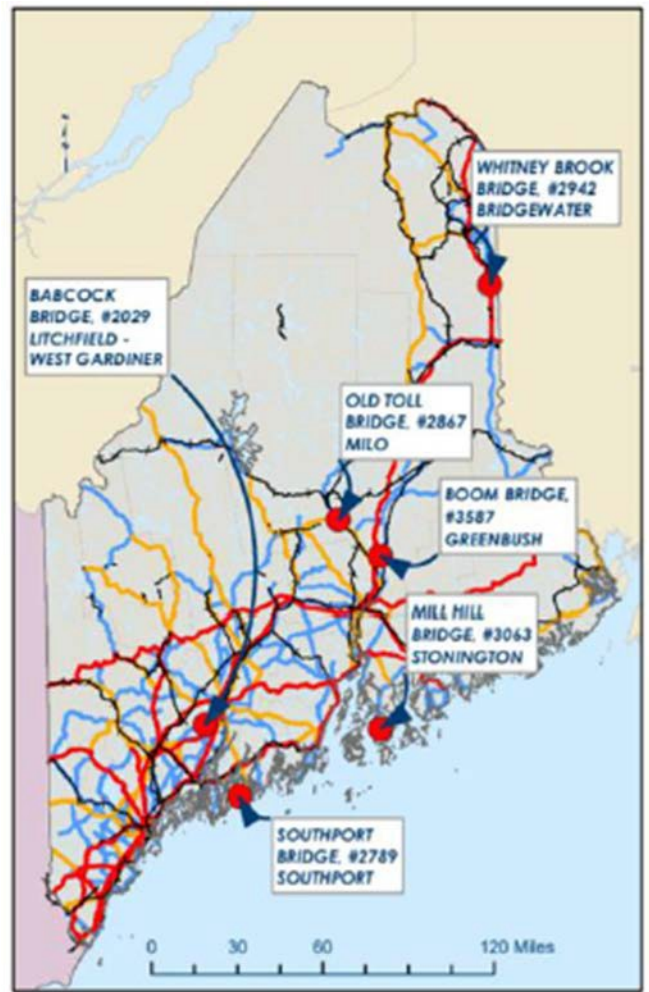 WHITNEY BROOK
BRIDGE, #2942
BRIDGEWATER
BABCOCK
BRIDGE, #2029
LITCHFIELD -
WEST GARDINER
OLD TOLL
BRIDGE, #2867
MILO
BOOM BRIDGE,
#3587
GREENBUSH
MILL HILL
BRIDGE, #3063
STONINGTON
SOUTHPORT
BRIDGE, #2789
SOUTHPORT
0 30 60 120 Miles